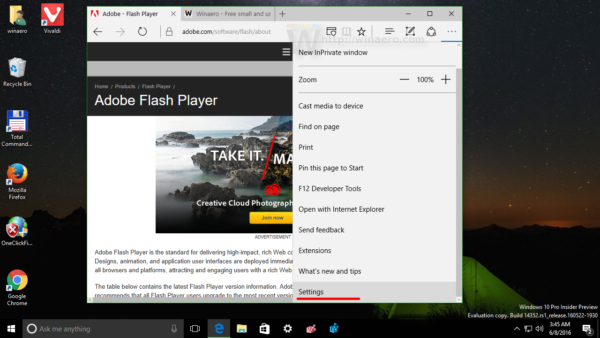 winaero
Vivaldi
Recycle Bin
Total
Command...
Mozilla
Firefox
OneClickFi...
Google
Chrome
Adobe - Flash Player
Winaero - Free small and us
adobe.com/software/flash/about
W http://winaero.com
New InPrivate window
Zoom
100%
Cast media to device
Find on page
Print
Pin this page to Start
F12 Developer Tools
Open with Internet Explorer
Send feedback
Extensions
What's new and tips
Settings
Home / Products / Flash Player /
Adobe Flash Player
TAKE IT.
MA
Creative Cloud Photograph
Join now
ADVERTISEMENT
Adobe Flash Player is the standard for delivering high-impact, rich Web co
Designs, animation, and application user interfaces are deployed immediate
all browsers and platforms, attracting and engaging users with a rich Web
The table below contains the latest Flash Player version information. Adobe
recommends that all Flash Player users upgrade to the most recent version
Windows 10 Pro Insider Preview
Evaluation copy. Build 14352.rs1_release.160522-1930
Ask me anything
3:45 AM
6/8/2016
2